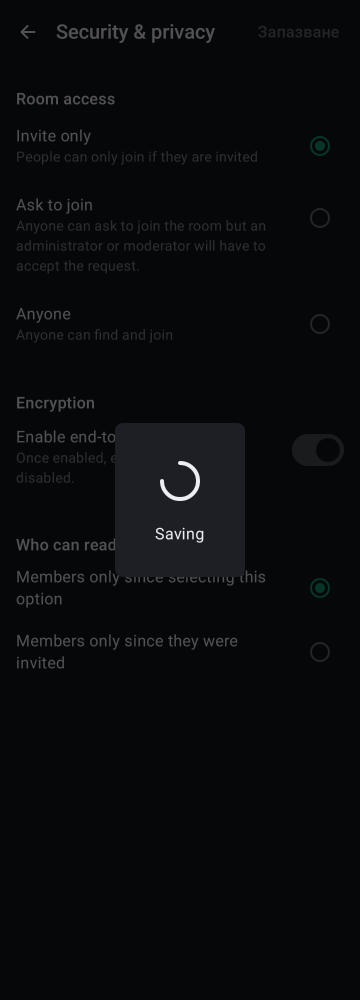 Security & privacy
Запазване
Room access
Invite only
People can only join if they are invited
Ask to join
Anyone can ask to join the room but an
administrator or moderator will have to
accept the request.
Anyone
Anyone can find and join
Encryption
Enable end-to
Once enabled, e
disabled.
Saving
Who can read
Members only since selecting this
option
Members only since they were
invited